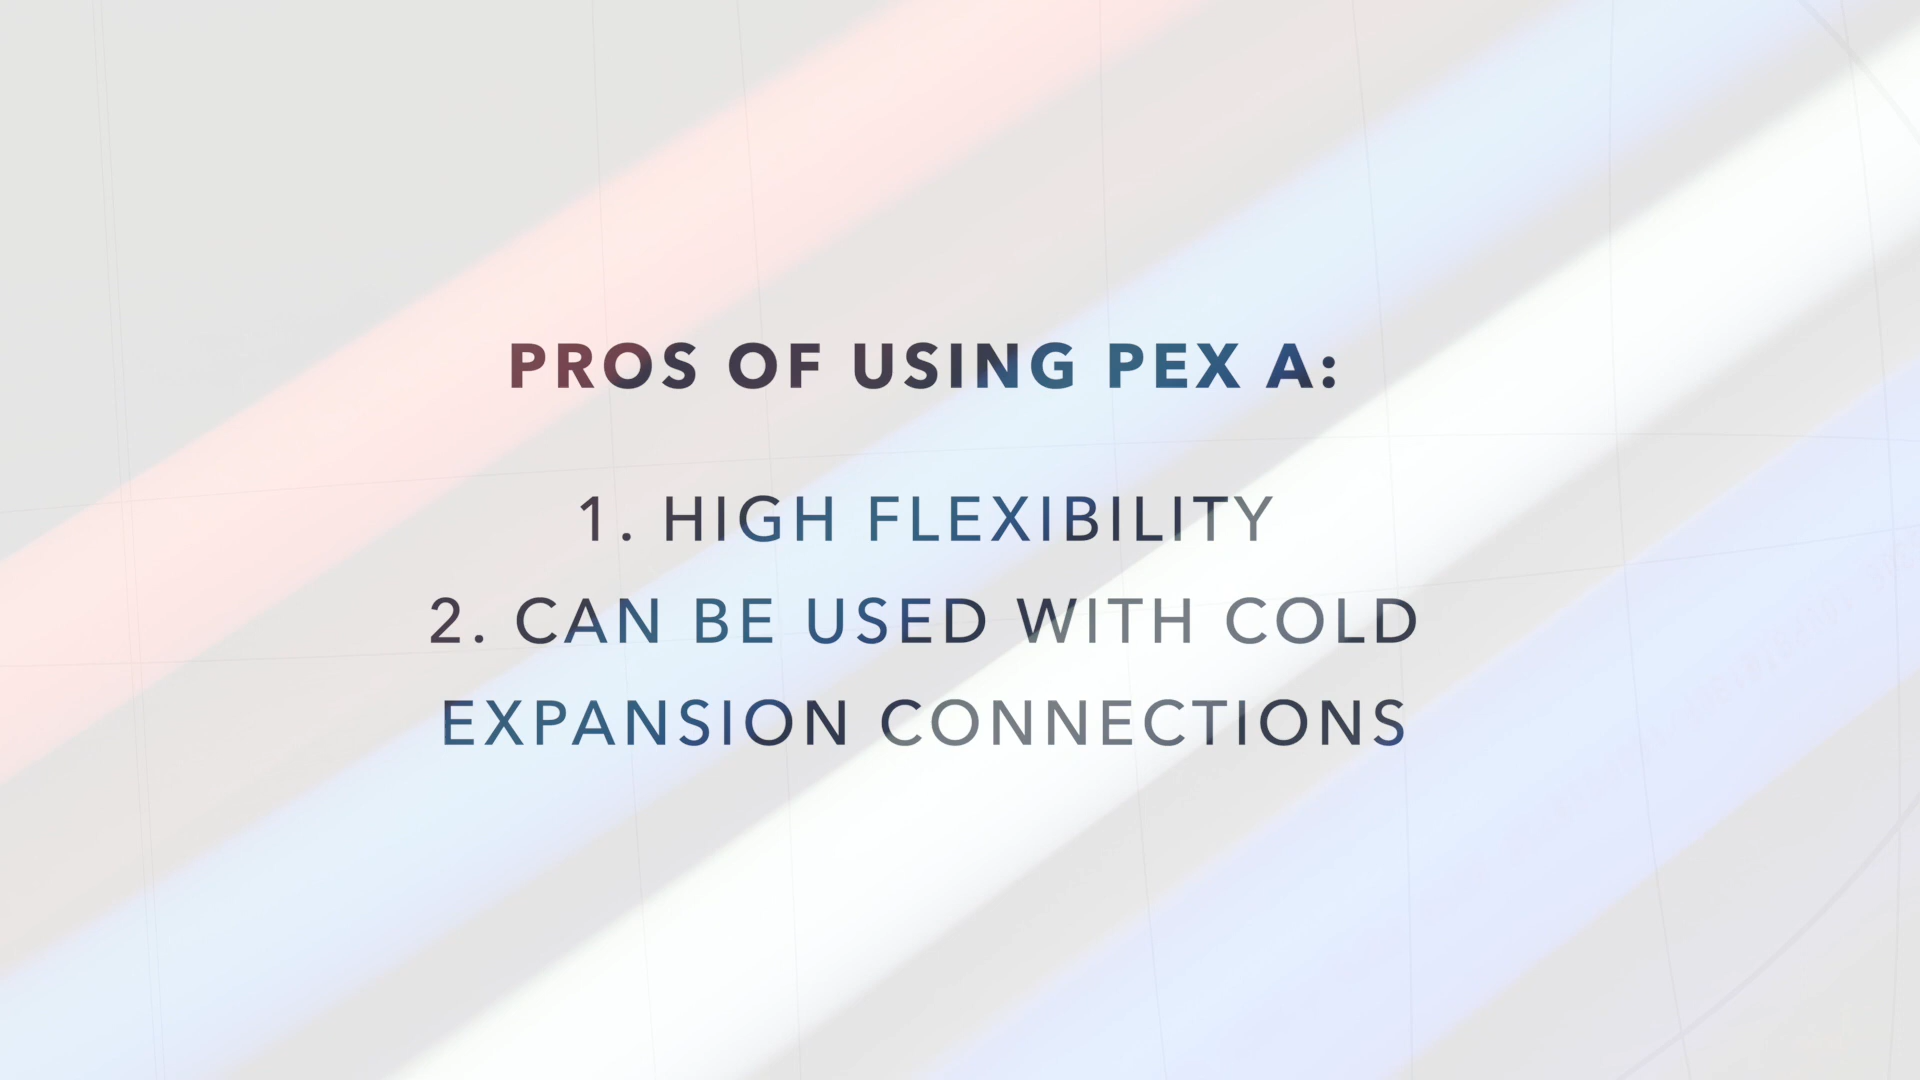 PROS OF USING PEX A:
1. HIGH FLEXIBILITY
2. CAN BE USED WITH COLD
EXPANSION CONNECTIONS